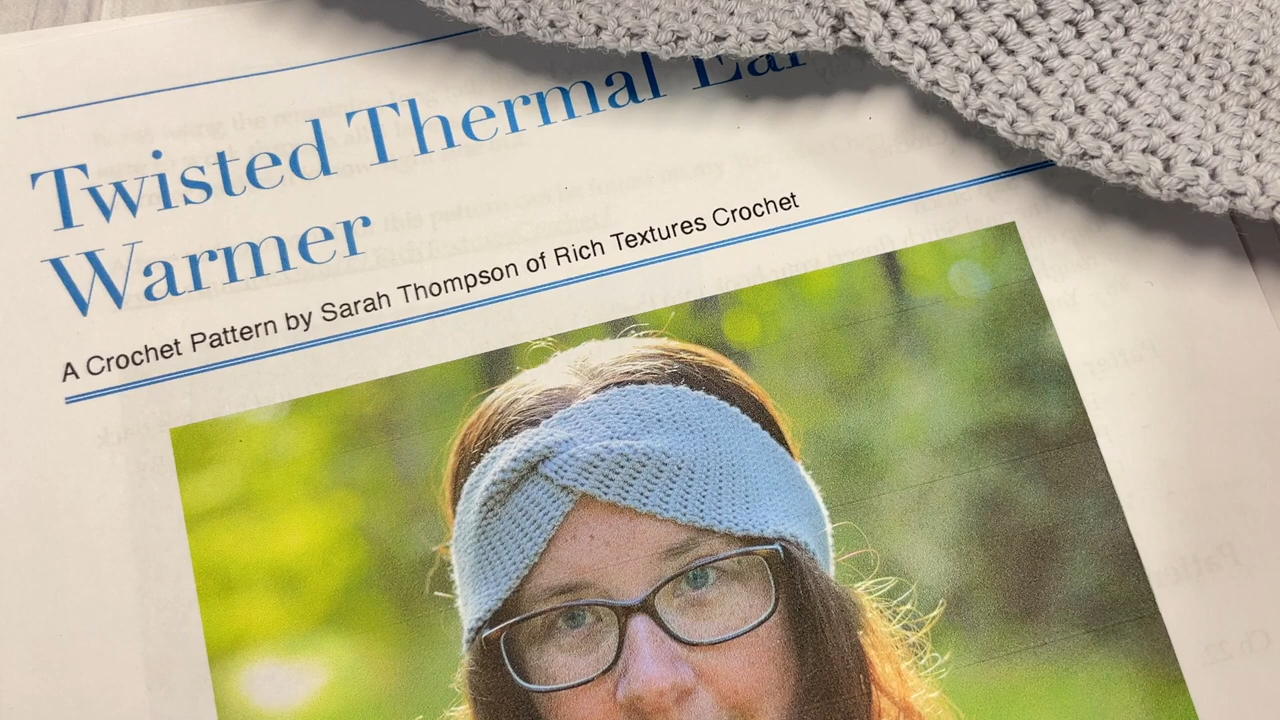 Twisted Thermal Ear
Warmer
A Crochet Pattern by Sarah Thompson of Rich Textures Crochet